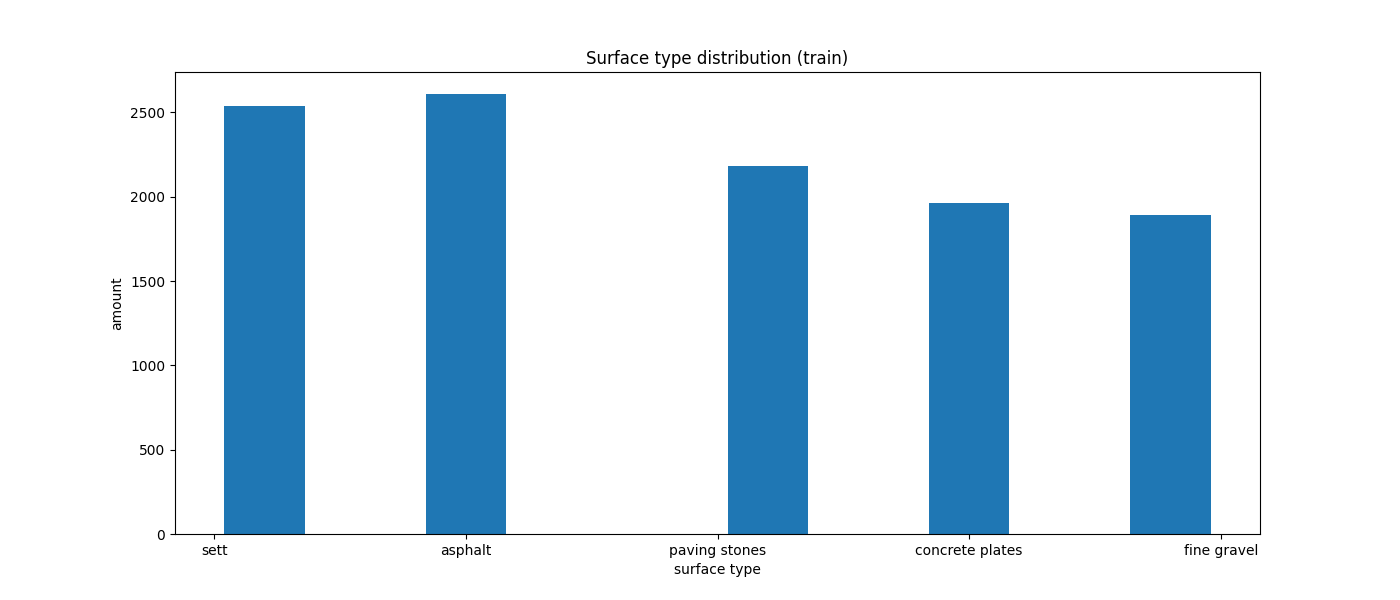 Surface type distribution (train)
2500
2000
1500
1000
500
0
amount
sett
asphalt
paving stones
concrete plates
fine gravel
surface type